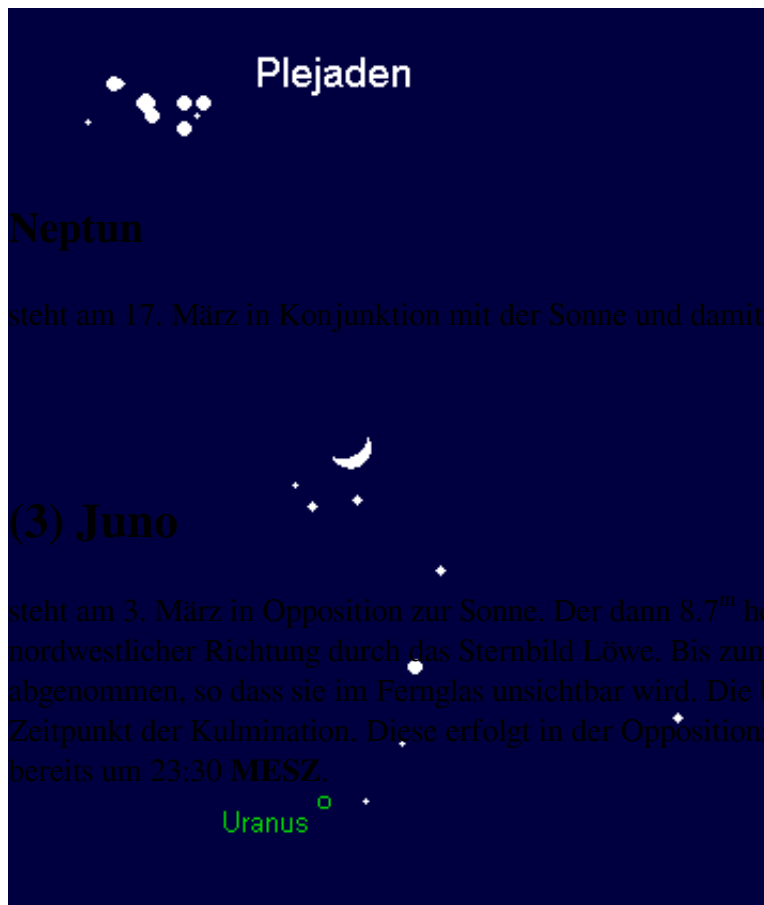 Plejaden
Neptun
steht am 17. März in Konjunktion mit der Sonne und damit
(3) Juno
steht am 3. März in Opposition zur Sonne. Der dann 8.7ᵐ
nordwestlicher Richtung durch das Sternbild Löwe. Bis zum
abgenommen, so dass sie im Fernglas unsichtbar wird. Die
Zeitpunkt der Kulmination. Diese erfolgt in der Opposition
bereits um 23:30 MESZ.
Uranus